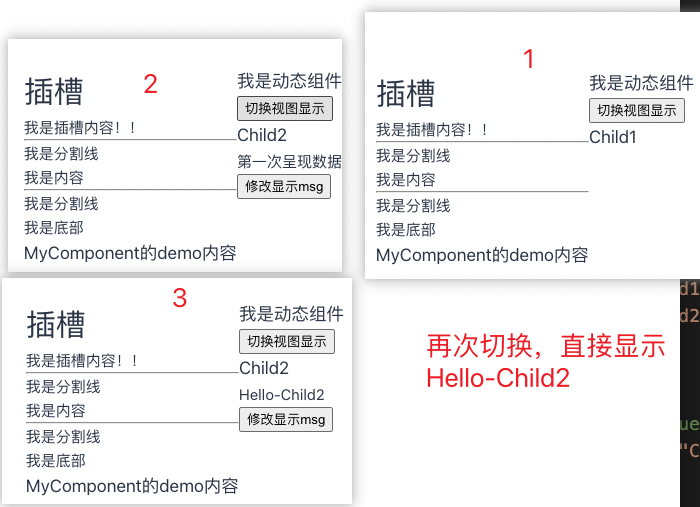 2
插槽
我是插槽内容！！
我是分割线
我是内容
我是分割线
我是底部
MyComponent的demo内容
我是动态组件
切换视图显示
Child2
第一次呈现数据
修改显示msg
1
插槽
我是插槽内容！！
我是分割线
我是内容
我是分割线
我是底部
MyComponent的demo内容
我是动态组件
切换视图显示
Child1
3
插槽
我是插槽内容！！
我是分割线
我是内容
我是分割线
我是底部
MyComponent的demo内容
我是动态组件
切换视图显示
Child2
Hello-Child2
修改显示msg
再次切换，直接显示
Hello-Child2
d1
d2
ue
"C